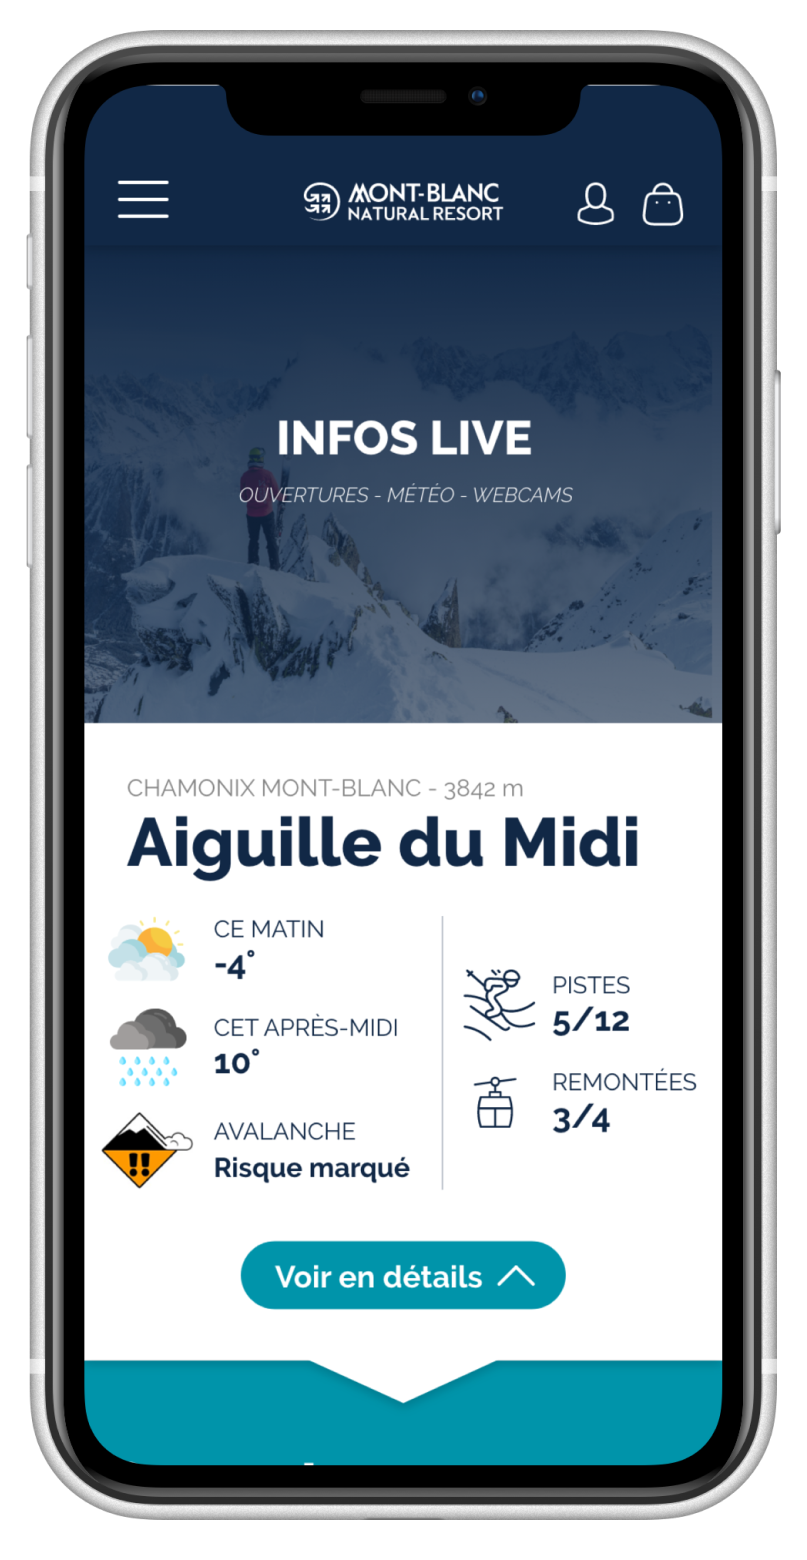 MONT-BLANC
NATURAL RESORT
INFOS LIVE
OUVERTURES - MÉTÉO - WEBCAMS
CHAMONIX MONT-BLANC - 3842 m
Aiguille du Midi
CE MATIN
-4°
CET APRÈS-MIDI
10°
AVALANCHE
Risque marqué
PISTES
5/12
REMONTÉES
3/4
Voir en détails